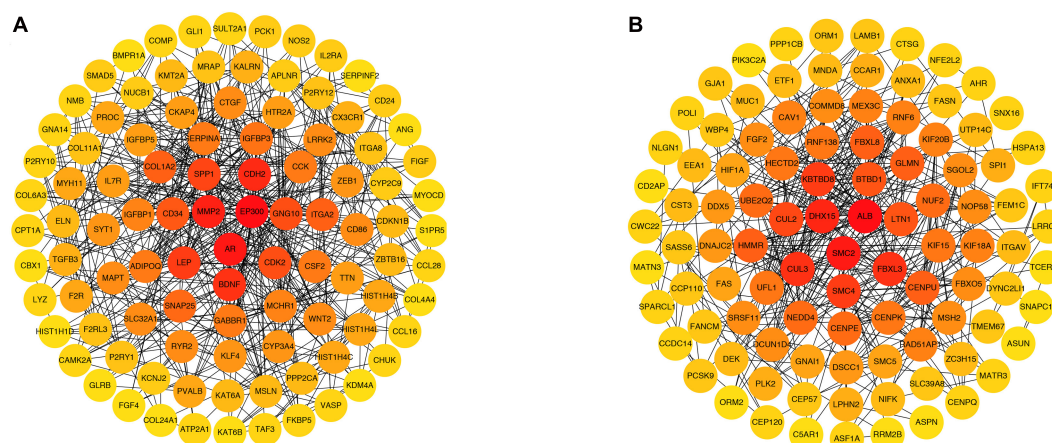 A
SULT2A1
GLI1
PCK1
COMP
NOS2
BMPR1A
MRAP
KALRN
IL2RA
SMAD5
KMT2A
APLNR
SERPINF2
NUCB1
CTGF
P2RY12
NMB
PROC
CKAP4
HTR2A
CX3CR1
CD24
GNA14
COL11A1
IGFBP5
SERPINA1
IGFBP3
LRRK2
ITGA8
ANG
P2RY10
COL1A2
SPP1
CDH2
CCK
FIGF
MYH11
IL7R
ZEB1
CYP2C9
COL6A3
ELN
IGFBP1
CD34
MMP2
EP300
GNG10
ITGA2
CDKN1B
MYOCD
CPT1A
SYT1
CD86
S1PR5
TGFB3
AR
ZBTB16
CBX1
MAPT
ADIPOQ
LEP
CDK2
CSF2
TTN
CCL28
LYZ
F2R
BDNF
HIST1H4B
COL4A4
SNAP25
MCHR1
HIST1H1D
F2RL3
SLC32A1
GABBR1
WNT2
HIST1H4L
CCL16
CAMK2A
P2RY1
RYR2
KLF4
CYP3A4
HIST1H4C
CHUK
GLRB
KCNJ2
PVALB
KAT6A
MSLN
PPP2CA
KDM4A
FGF4
COL24A1
ATP2A1
KAT6B
TAF3
FKBP5
VASP
B
ORM1
LAMB1
PPP1CB
CTSG
PIK3C2A
MNDA
CCAR1
NFE2L2
GJA1
ETF1
ANXA1
AHR
MUC1
COMMD8
MEX3C
FASN
POLI
CAV1
RNF6
SNX16
WBP4
FGF2
RNF138
FBXL8
KIF20B
UTP14C
NLGN1
EEA1
HIF1A
HECTD2
GLMN
SGOL2
SPI1
HSPA13
CD2AP
KBTBD6
BTBD1
IFT74
CST3
DDX5
UBE2Q2
NUF2
NOP58
FEM1C
CWC22
CUL2
DHX15
ALB
LTN1
LRRC
SASS6
DNAJC21
HMMR
SMC2
KIF15
KIF18A
ITGAV
MATN3
CCP110
FAS
CUL3
FBXL3
TCER
SPARCL1
UFL1
SMC4
CENPU
FBXO5
DYNC2LI1
SNAPC1
FANCM
SRSF11
NEDD4
CENPE
CENPK
MSH2
TMEM67
ASUN
CCDC14
DEK
DCUN1D4
GNAI1
DSCC1
SMC5
RAD51AP1
ZC3H15
MATR3
PCSK9
PLK2
CEP57
LPHN2
NIFK
SLC39A8
CENPQ
ORM2
CEP120
C5AR1
ASF1A
RRM2B
ASPN